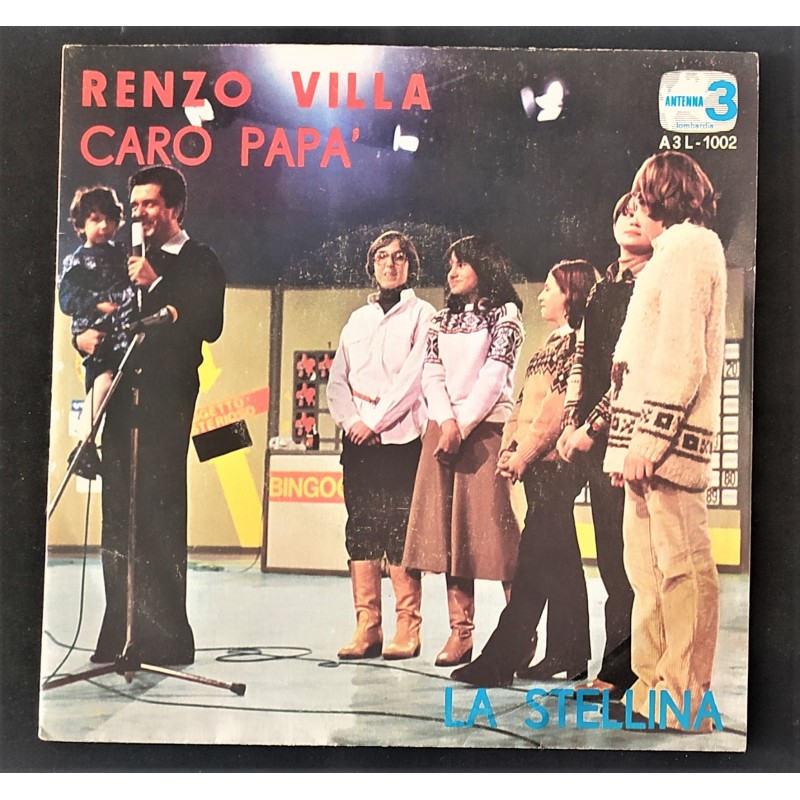 RENZO VILLA
CARO PAPA'
ANTENNA 3
lombardia
A3L-1002
BINGO
LA STELLINA